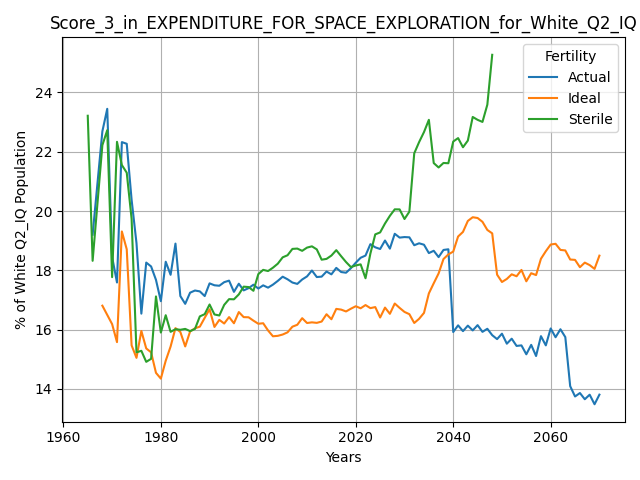 Score_3_in_EXPENDITURE_FOR_SPACE_EXPLORATION_for_White_Q2_IQ
Fertility
Actual
Ideal
Sterile
% of White Q2_IQ Population
24
22
20
18
16
14
1960
1980
2000
2020
2040
2060
Years